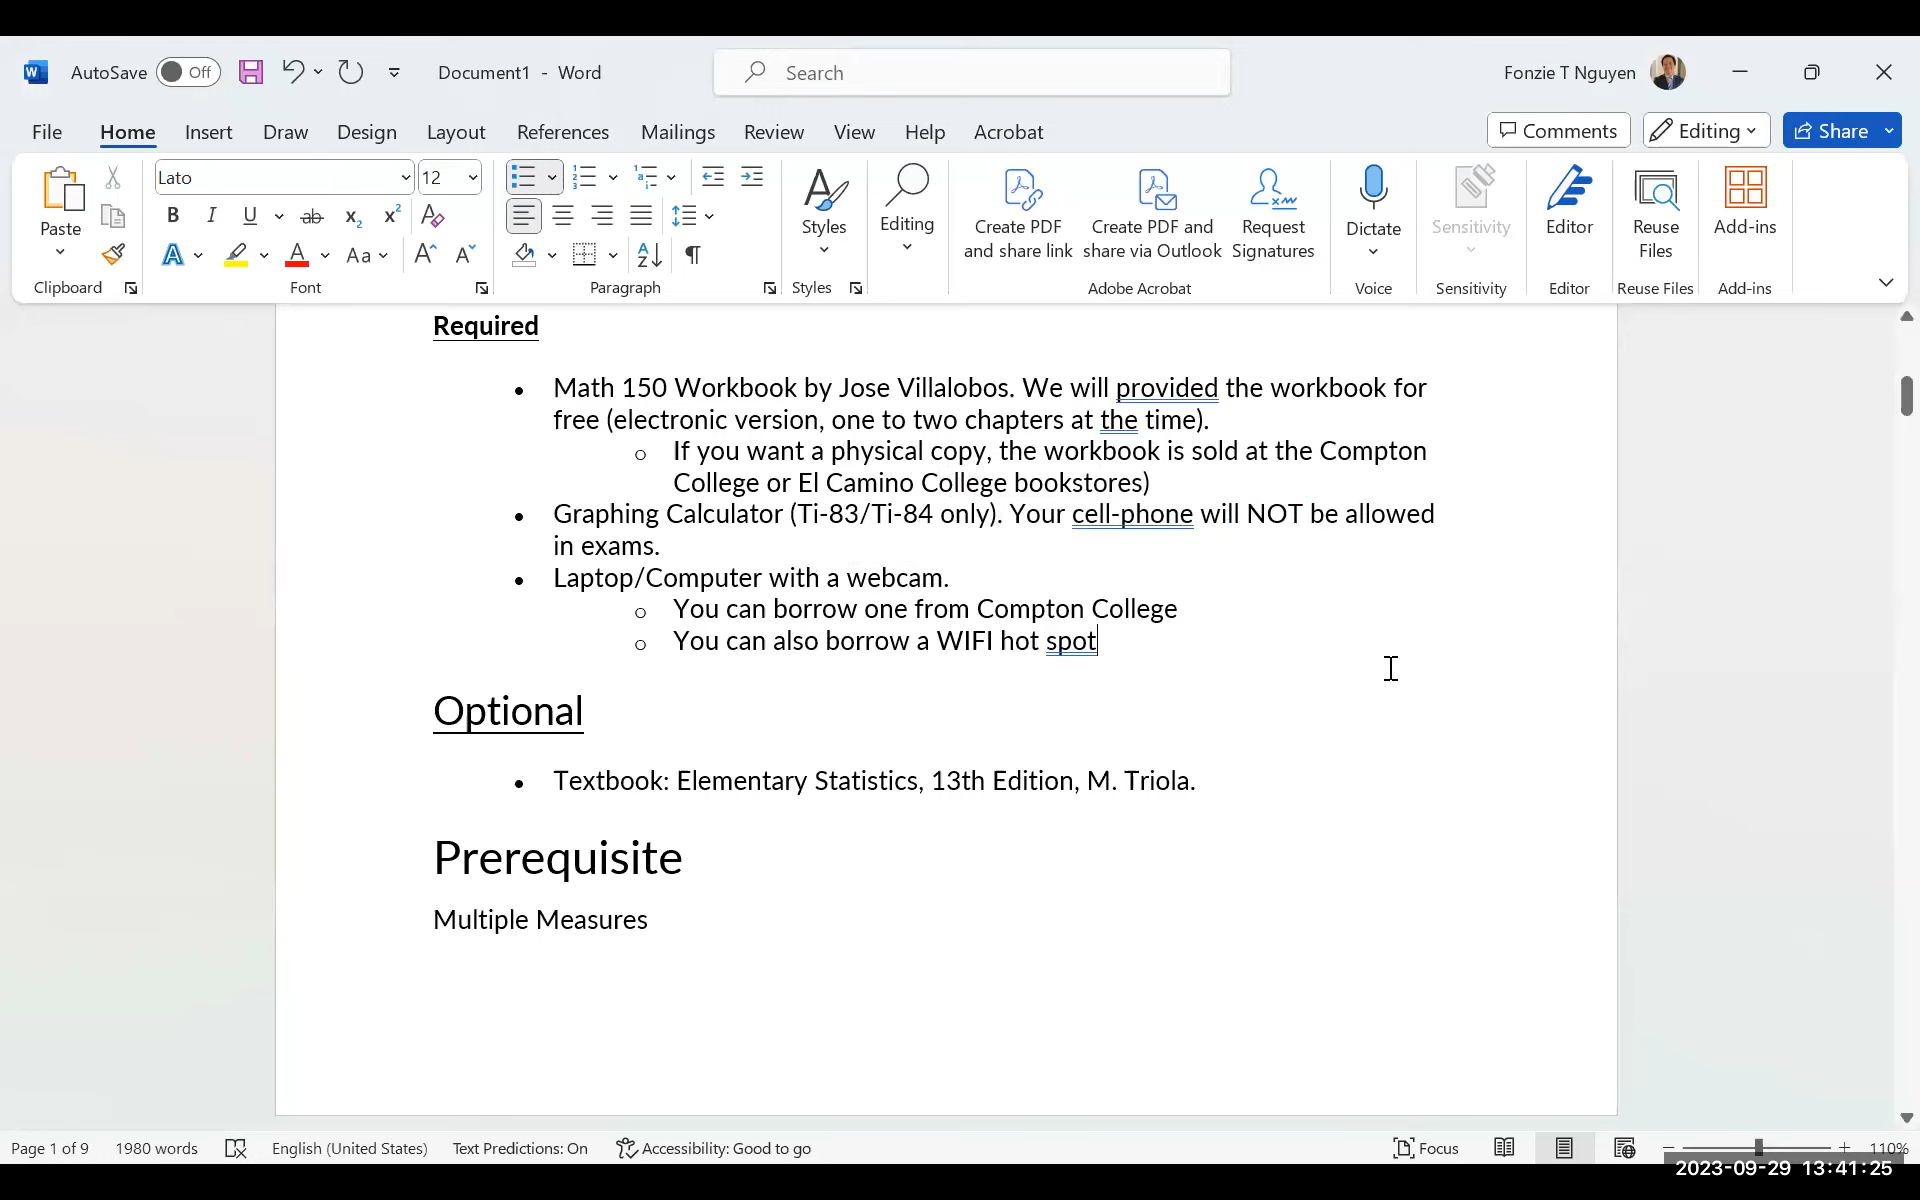 AutoSave Off Document1 - Word Search Fonzie T Nguyen
File Home Insert Draw Design Layout References Mailings Review View Help Acrobat Comments Editing Share
Lato 12
Paste
B I U ab x2 x2
A A Aa A A
Styles
Editing
Create PDF
and share link
Create PDF and
share via Outlook
Request
Signatures
Dictate
Sensitivity
Editor
Reuse
Files
Add-ins
Clipboard Font Paragraph Styles Adobe Acrobat Voice Sensitivity Editor Reuse Files Add-ins
Required
• Math 150 Workbook by Jose Villalobos. We will provided the workbook for
free (electronic version, one to two chapters at the time).
o If you want a physical copy, the workbook is sold at the Compton
College or El Camino College bookstores)
• Graphing Calculator (Ti-83/Ti-84 only). Your cell-phone will NOT be allowed
in exams.
• Laptop/Computer with a webcam.
o You can borrow one from Compton College
o You can also borrow a WIFI hot spot
Optional
• Textbook: Elementary Statistics, 13th Edition, M. Triola.
Prerequisite
Multiple Measures
Page 1 of 9 1980 words English (United States) Text Predictions: On Accessibility: Good to go Focus 110%
2023-09-29 13:41:25